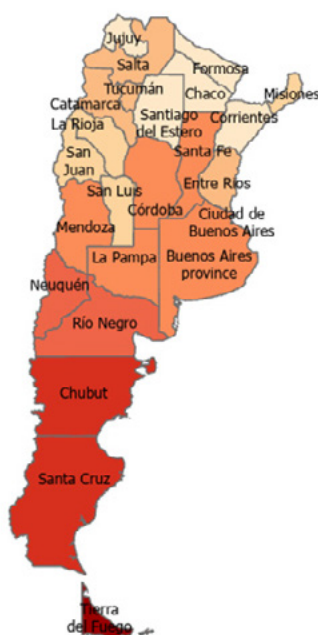 Jujuy
Salta
Formosa
Tucumán
Chaco
Misiones
Catamarca
Santiago
del Estero
Corrientes
La Rioja
Santa Fe
San
Juan
San Luis
Entre Ríos
Córdoba
Ciudad de
Buenos Aires
Mendoza
La Pampa
Buenos Aires
province
Neuquén
Río Negro
Chubut
Santa Cruz
Tierra
del Fuego